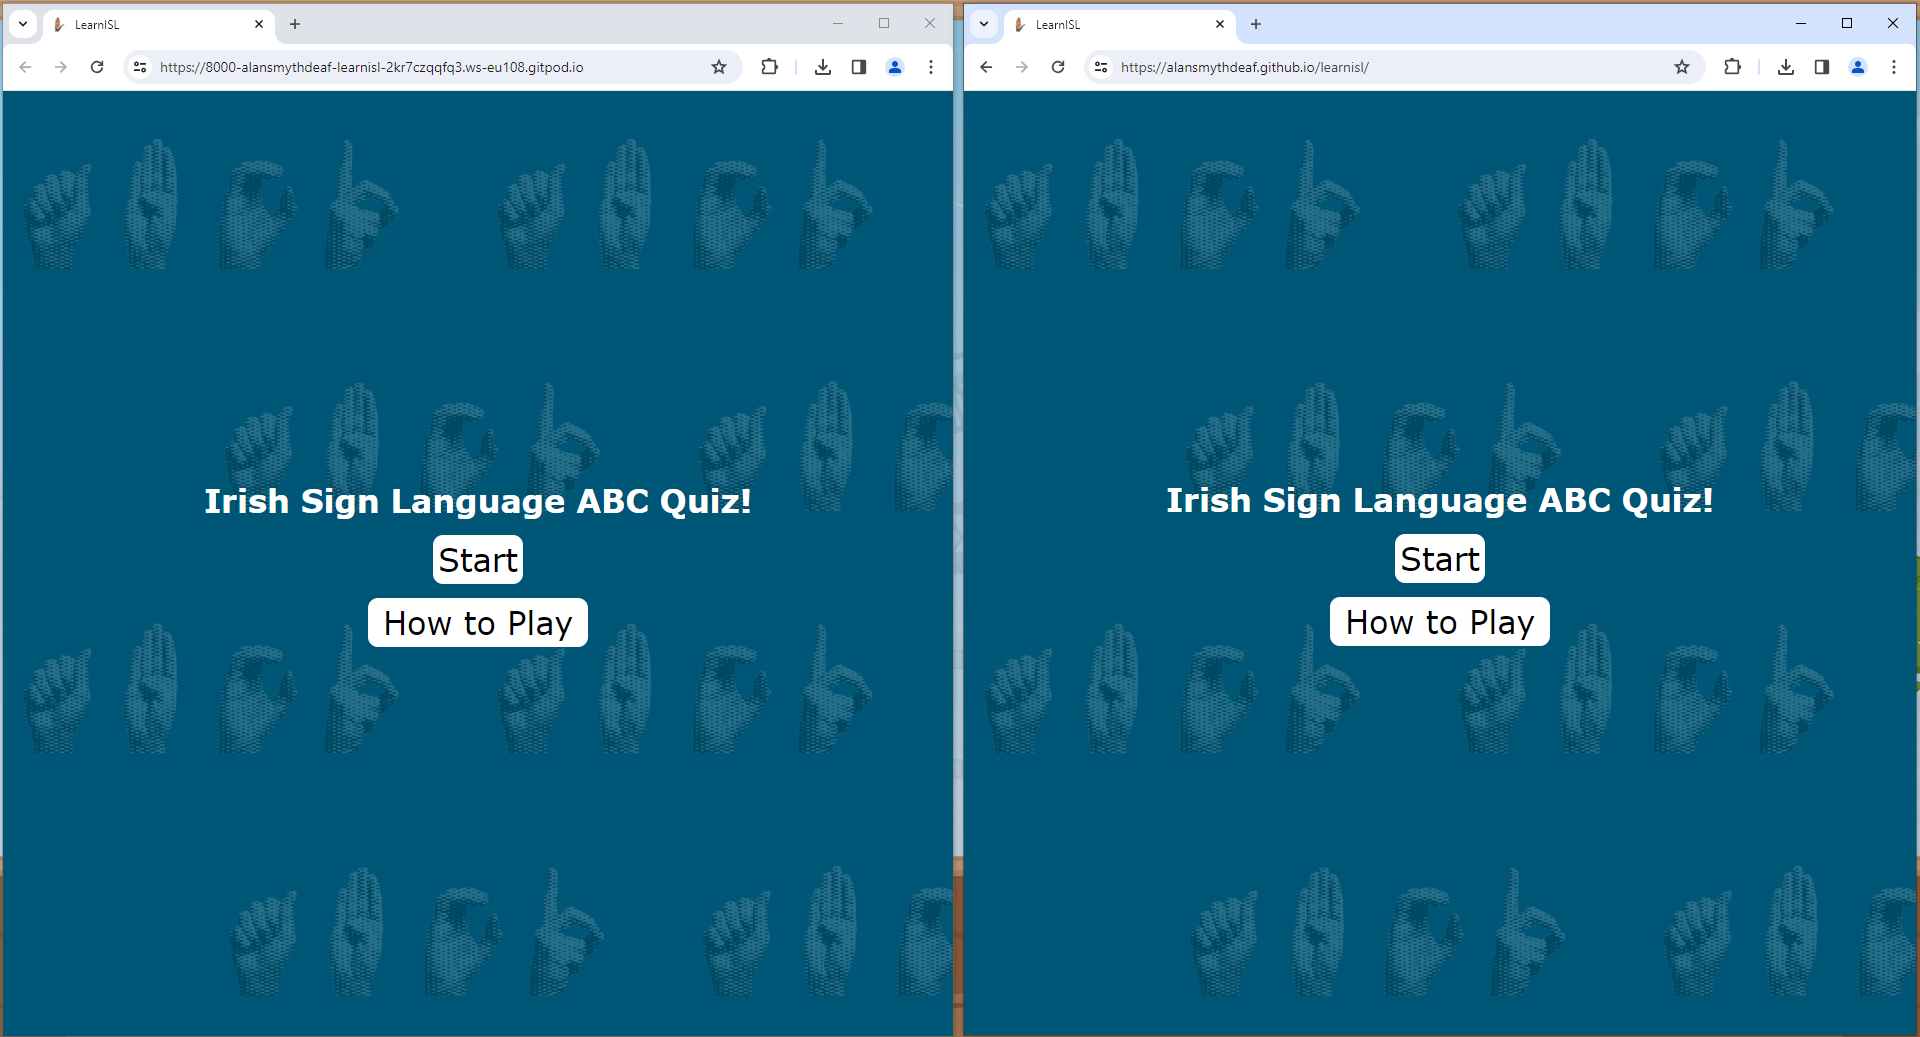 LearnISL
https://8000-alansmythdeaf-learnisl-2kr7czqqfq3.ws-eu108.gitpod.io
Irish Sign Language ABC Quiz!
Start
How to Play
LearnISL
https://alansmythdeaf.github.io/learnisl/
Irish Sign Language ABC Quiz!
Start
How to Play